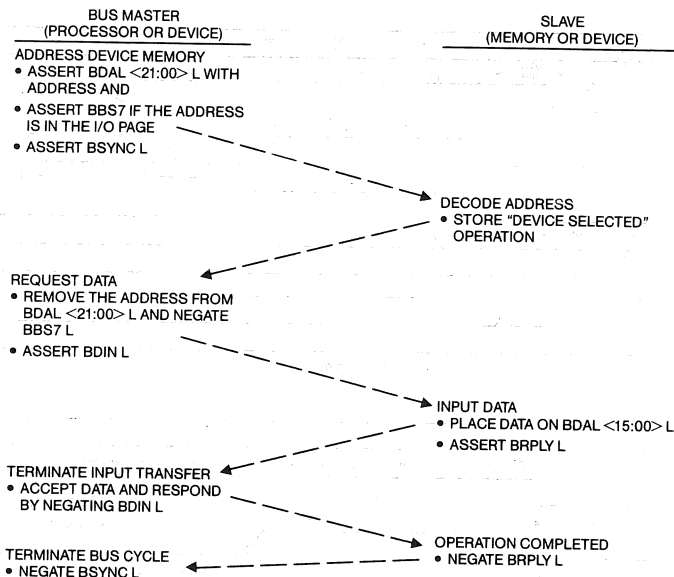 BUS MASTER
(PROCESSOR OR DEVICE)
SLAVE
(MEMORY OR DEVICE)
ADDRESS DEVICE MEMORY
• ASSERT BDAL <21:00> L WITH
ADDRESS AND
• ASSERT BBS7 IF THE ADDRESS
IS IN THE I/O PAGE
• ASSERT BSYNC L
DECODE ADDRESS
• STORE “DEVICE SELECTED”
OPERATION
REQUEST DATA
• REMOVE THE ADDRESS FROM
BDAL <21:00> L AND NEGATE
BBS7 L
• ASSERT BDIN L
INPUT DATA
• PLACE DATA ON BDAL <15:00> L
• ASSERT BRPLY L
TERMINATE INPUT TRANSFER
• ACCEPT DATA AND RESPOND
BY NEGATING BDIN L
OPERATION COMPLETED
• NEGATE BRPLY L
TERMINATE BUS CYCLE
• NEGATE BSYNC L